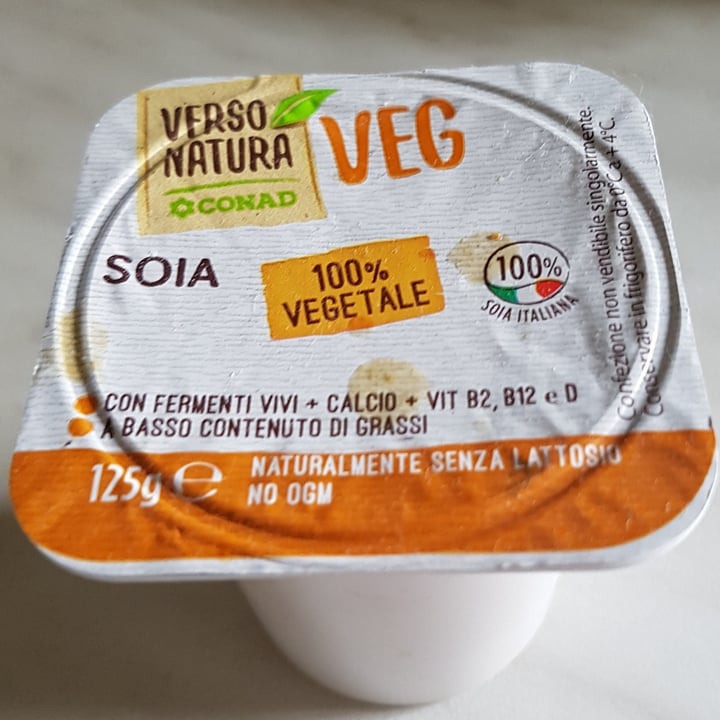 VERSO
NATURA
CONAD
VEG
SOIA
100%
VEGETALE
100%
SOIA ITALIANA
CON FERMENTI VIVI + CALCIO + VIT B2, B12 e D
A BASSO CONTENUTO DI GRASSI
125g e
NATURALMENTE SENZA LATTOSIO
NO OGM
Confezione non vendibile singolarmente.
Conservare in frigorifero da 0°C a + 4°C.